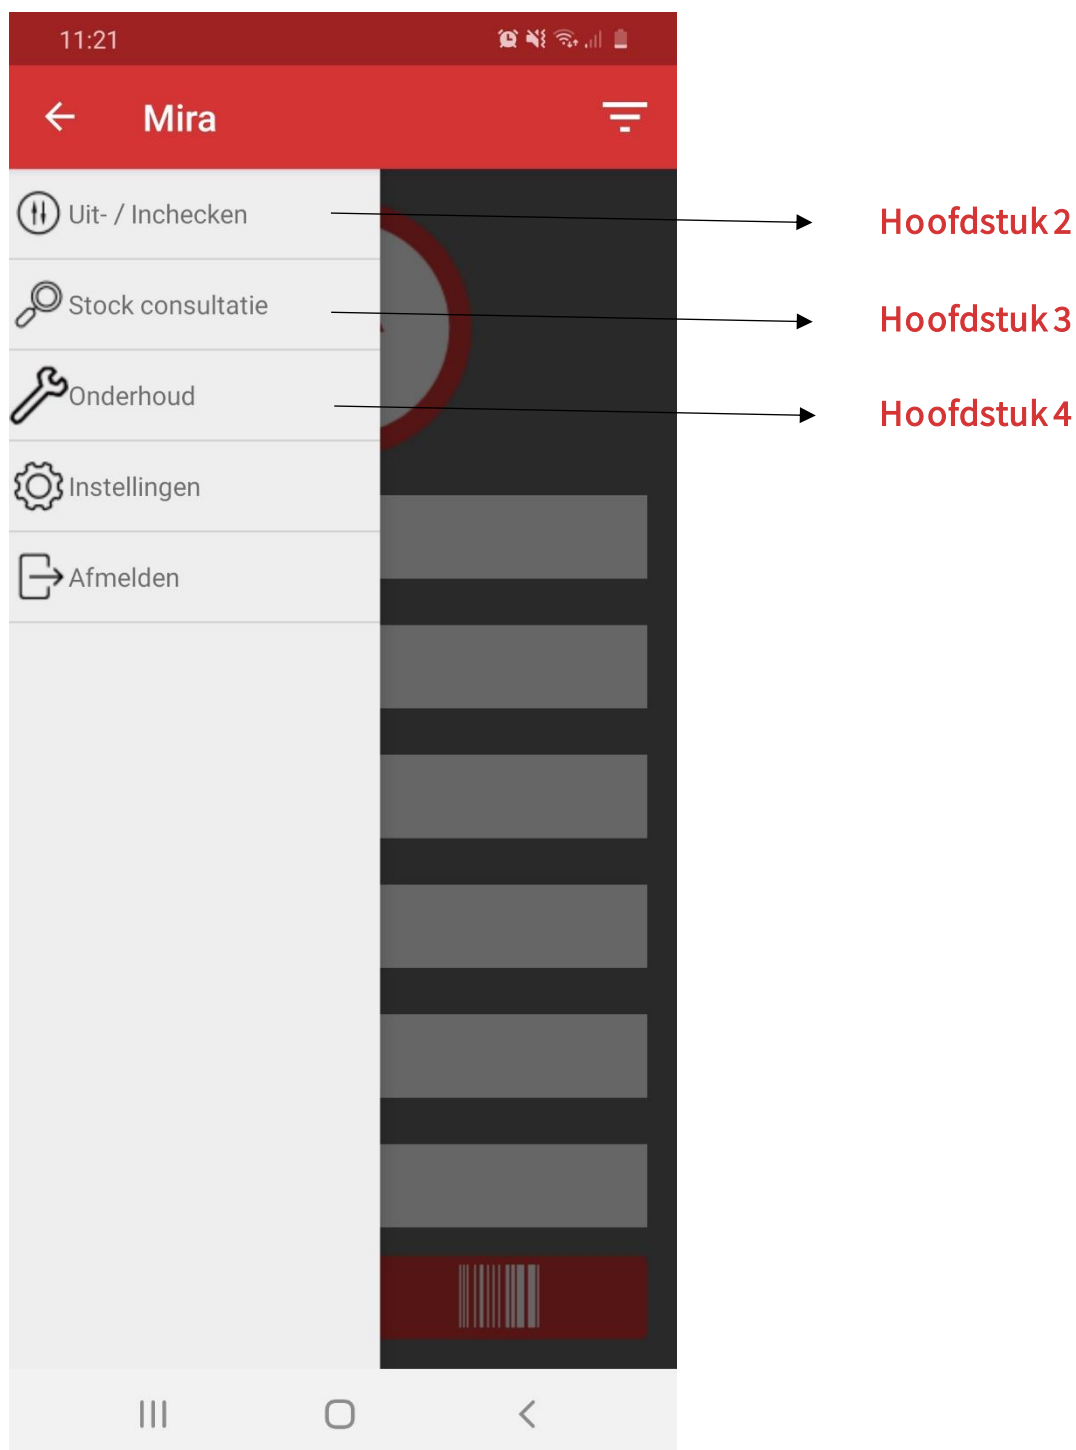 11:21
Mira
Uit- / Inchecken
Hoofdstuk 2
Stock consultatie
Hoofdstuk 3
Onderhoud
Hoofdstuk 4
Instellingen
Afmelden